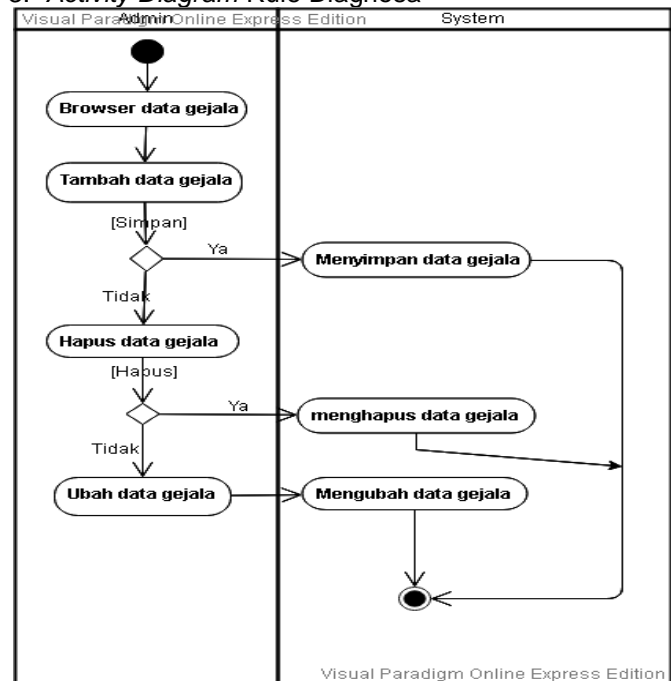 Activity Diagram Rule Diagnosa
Visual Paradigm Online Express Edition
Admin
System
Browser data gejala
Tambah data gejala
[Simpan]
Ya
Menyimpan data gejala
Tidak
Hapus data gejala
[Hapus]
Ya
menghapus data gejala
Tidak
Ubah data gejala
Mengubah data gejala
Visual Paradigm Online Express Edition